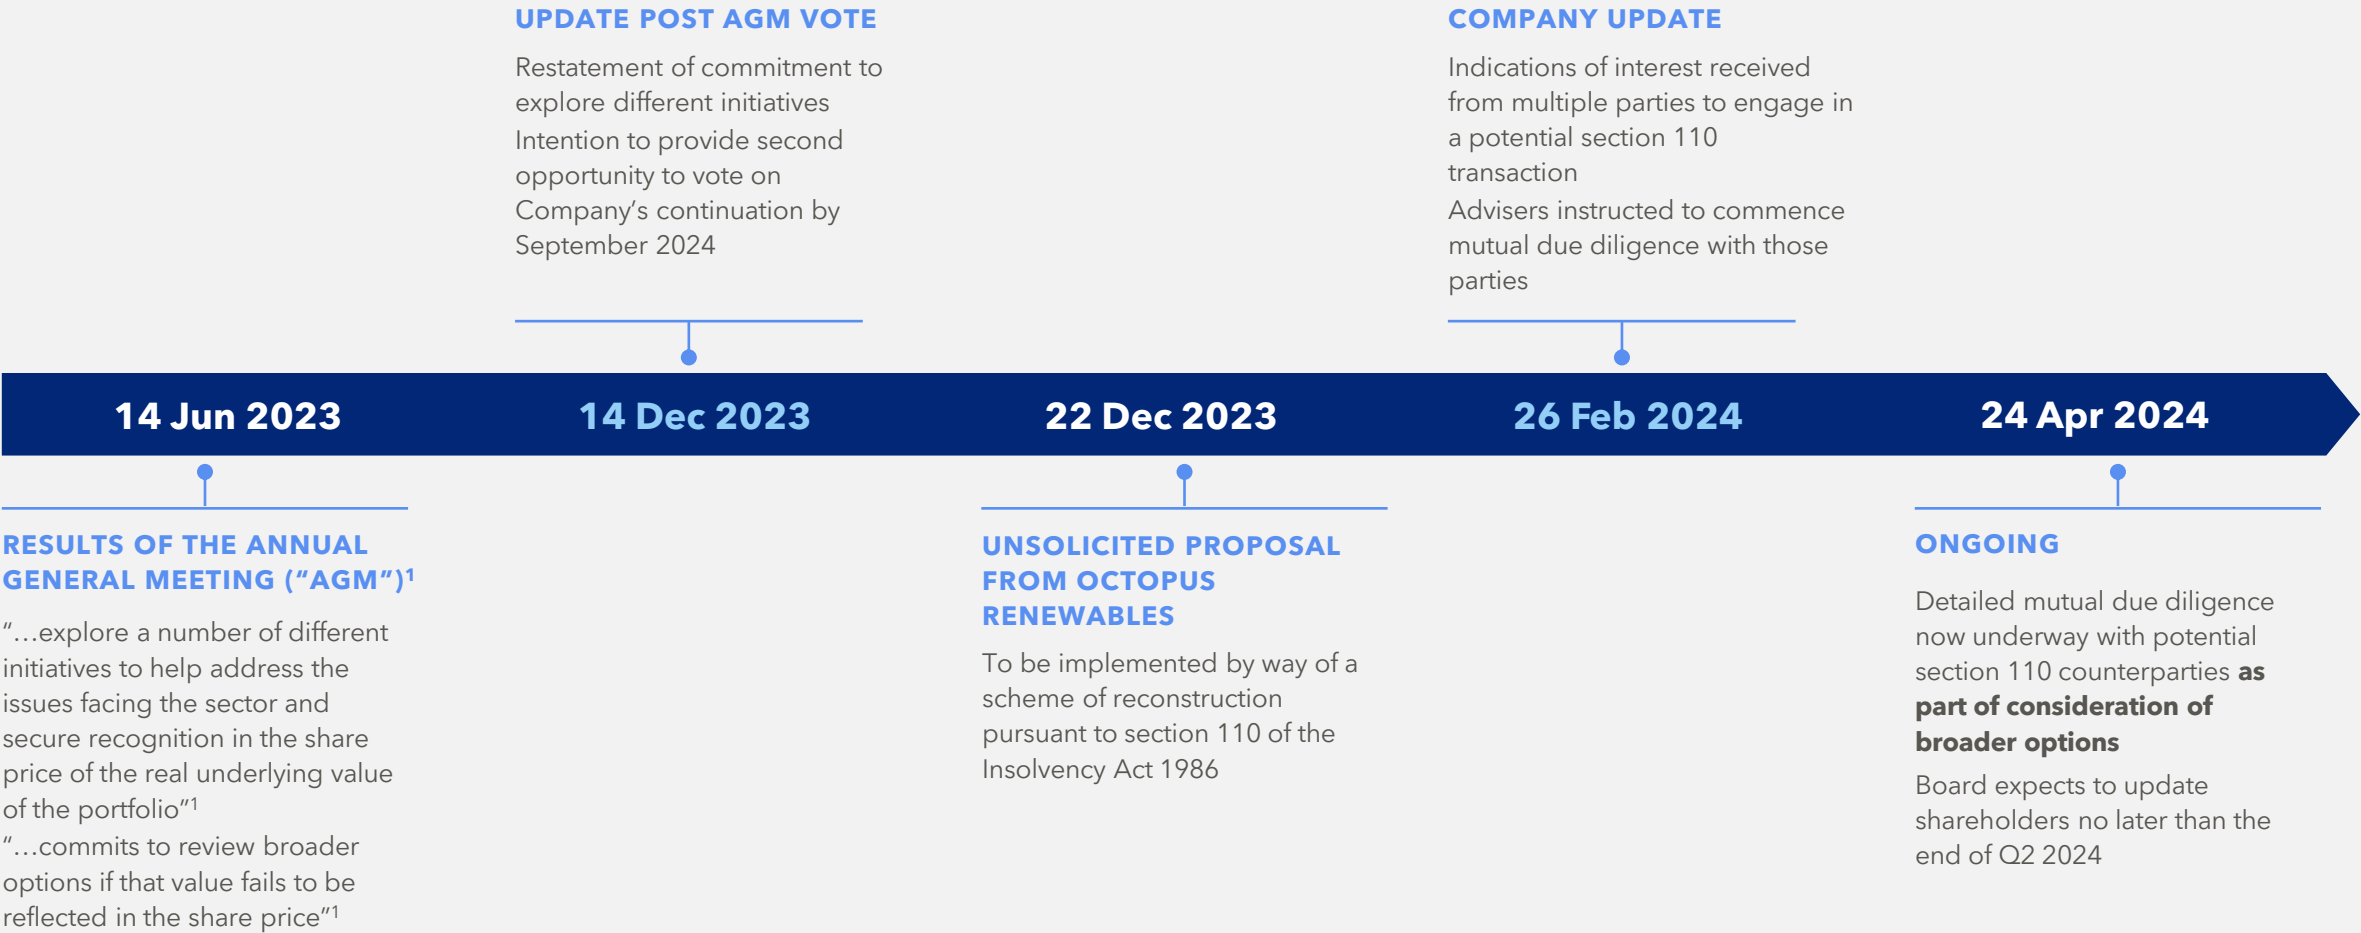 UPDATE POST AGM VOTE
Restatement of commitment to
explore different initiatives
Intention to provide second
opportunity to vote on
Company’s continuation by
September 2024
COMPANY UPDATE
Indications of interest received
from multiple parties to engage in
a potential section 110
transaction
Advisers instructed to commence
mutual due diligence with those
parties
14 Jun 2023
14 Dec 2023
22 Dec 2023
26 Feb 2024
24 Apr 2024
RESULTS OF THE ANNUAL
GENERAL MEETING (“AGM”)¹
“…explore a number of different
initiatives to help address the
issues facing the sector and
secure recognition in the share
price of the real underlying value
of the portfolio”¹
“…commits to review broader
options if that value fails to be
reflected in the share price”¹
UNSOLICITED PROPOSAL
FROM OCTOPUS
RENEWABLES
To be implemented by way of a
scheme of reconstruction
pursuant to section 110 of the
Insolvency Act 1986
ONGOING
Detailed mutual due diligence
now underway with potential
section 110 counterparties as
part of consideration of
broader options
Board expects to update
shareholders no later than the
end of Q2 2024